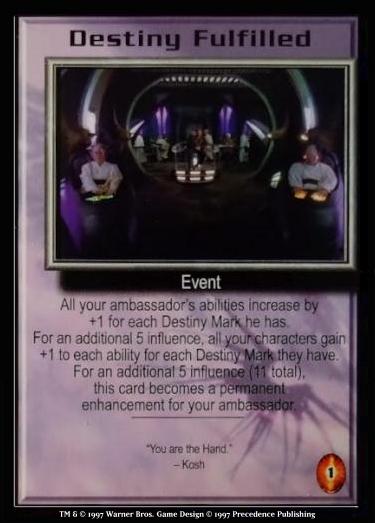 Destiny Fulfilled
Event
All your ambassador's abilities increase by
+1 for each Destiny Mark he has.
For an additional 5 influence, all your characters gain
+1 to each ability for each Destiny Mark they have.
For an additional 5 influence (11 total),
this card becomes a permanent
enhancement for your ambassador.
"You are the Hand."
– Kosh
1
TM & © 1997 Warner Bros. Game Design © 1997 Precedence Publishing